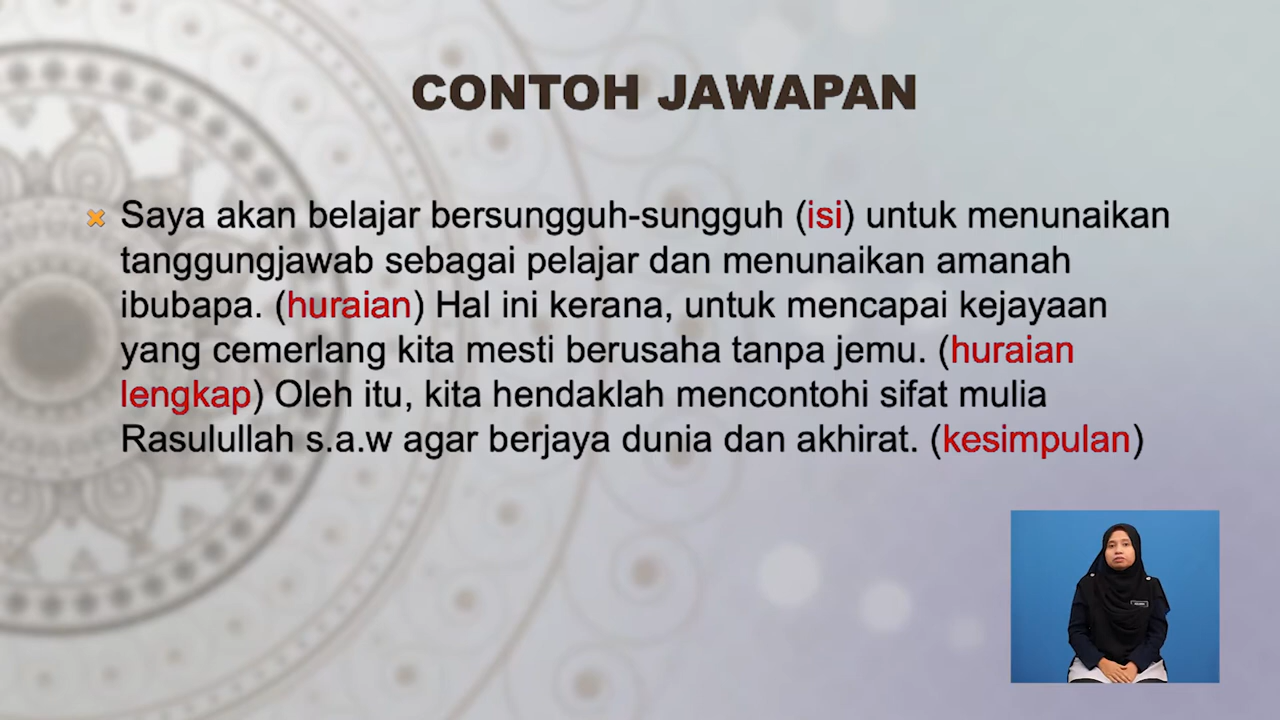 CONTOH JAWAPAN
Saya akan belajar bersungguh-sungguh (isi) untuk menunaikan
tanggungjawab sebagai pelajar dan menunaikan amanah
ibubapa. (huraian) Hal ini kerana, untuk mencapai kejayaan
yang cemerlang kita mesti berusaha tanpa jemu. (huraian
lengkap) Oleh itu, kita hendaklah mencontohi sifat mulia
Rasulullah s.a.w agar berjaya dunia dan akhirat. (kesimpulan)